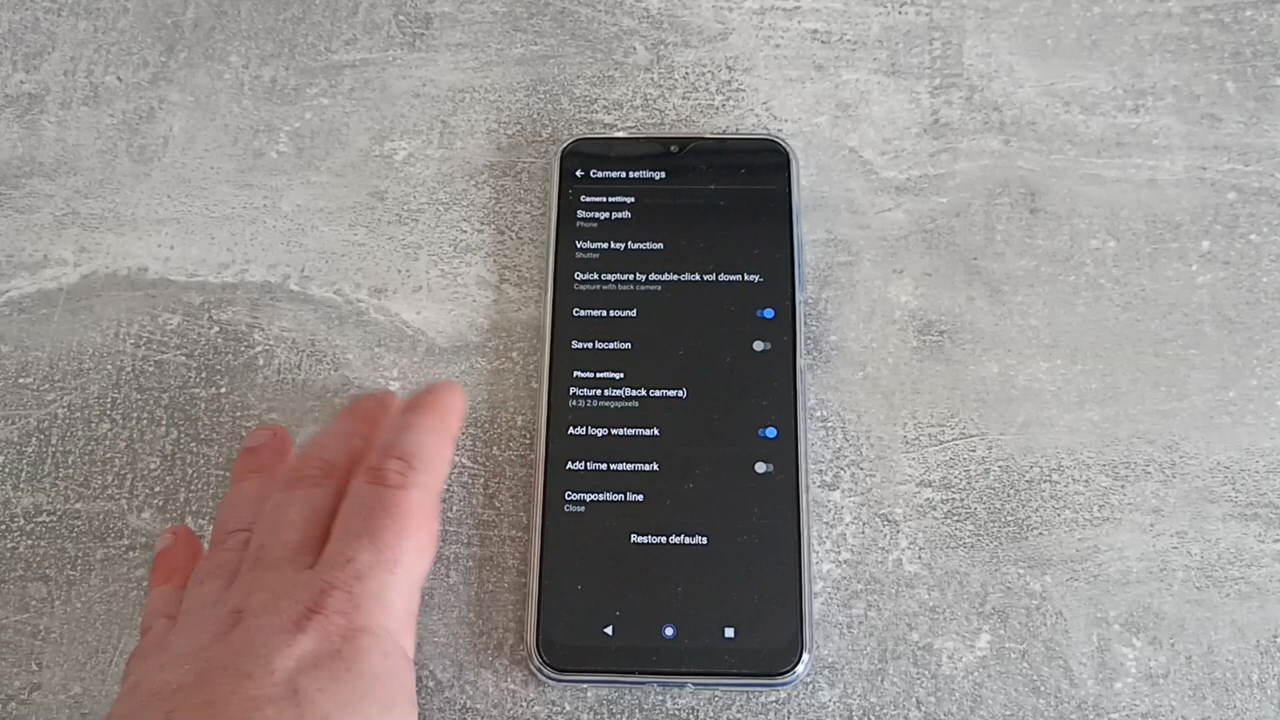 Camera settings
Camera settings
Storage path
Phone
Volume key function
Shutter
Quick capture by double-click vol down key..
Capture with back camera
Camera sound
Save location
Photo settings
Picture size(Back camera)
(4:3) 2.0 megapixels
Add logo watermark
Add time watermark
Composition line
Close
Restore defaults